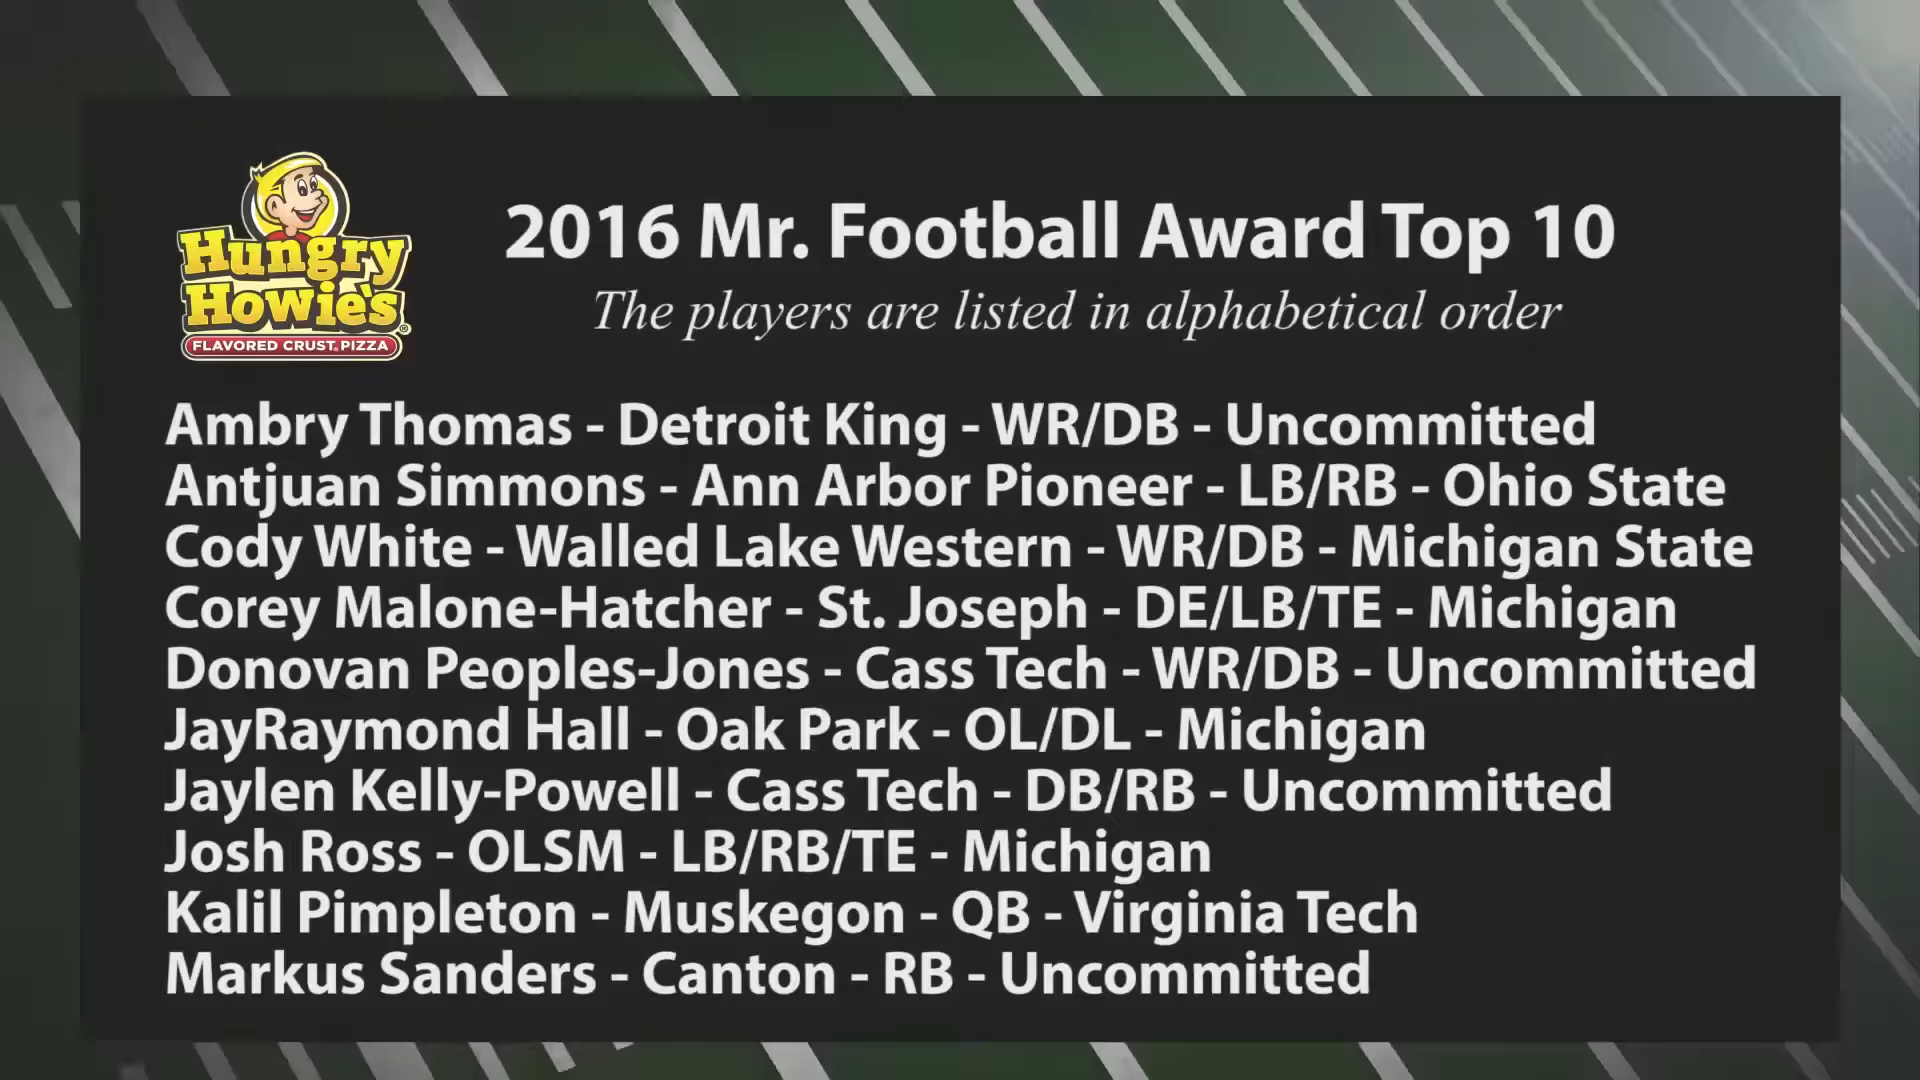 Hungry
Howie's®
FLAVORED CRUST® PIZZA
2016 Mr. Football Award Top 10
The players are listed in alphabetical order
Ambry Thomas - Detroit King - WR/DB - Uncommitted
Antjuan Simmons - Ann Arbor Pioneer - LB/RB - Ohio State
Cody White - Walled Lake Western - WR/DB - Michigan State
Corey Malone-Hatcher - St. Joseph - DE/LB/TE - Michigan
Donovan Peoples-Jones - Cass Tech - WR/DB - Uncommitted
JayRaymond Hall - Oak Park - OL/DL - Michigan
Jaylen Kelly-Powell - Cass Tech - DB/RB - Uncommitted
Josh Ross - OLSM - LB/RB/TE - Michigan
Kalil Pimpleton - Muskegon - QB - Virginia Tech
Markus Sanders - Canton - RB - Uncommitted